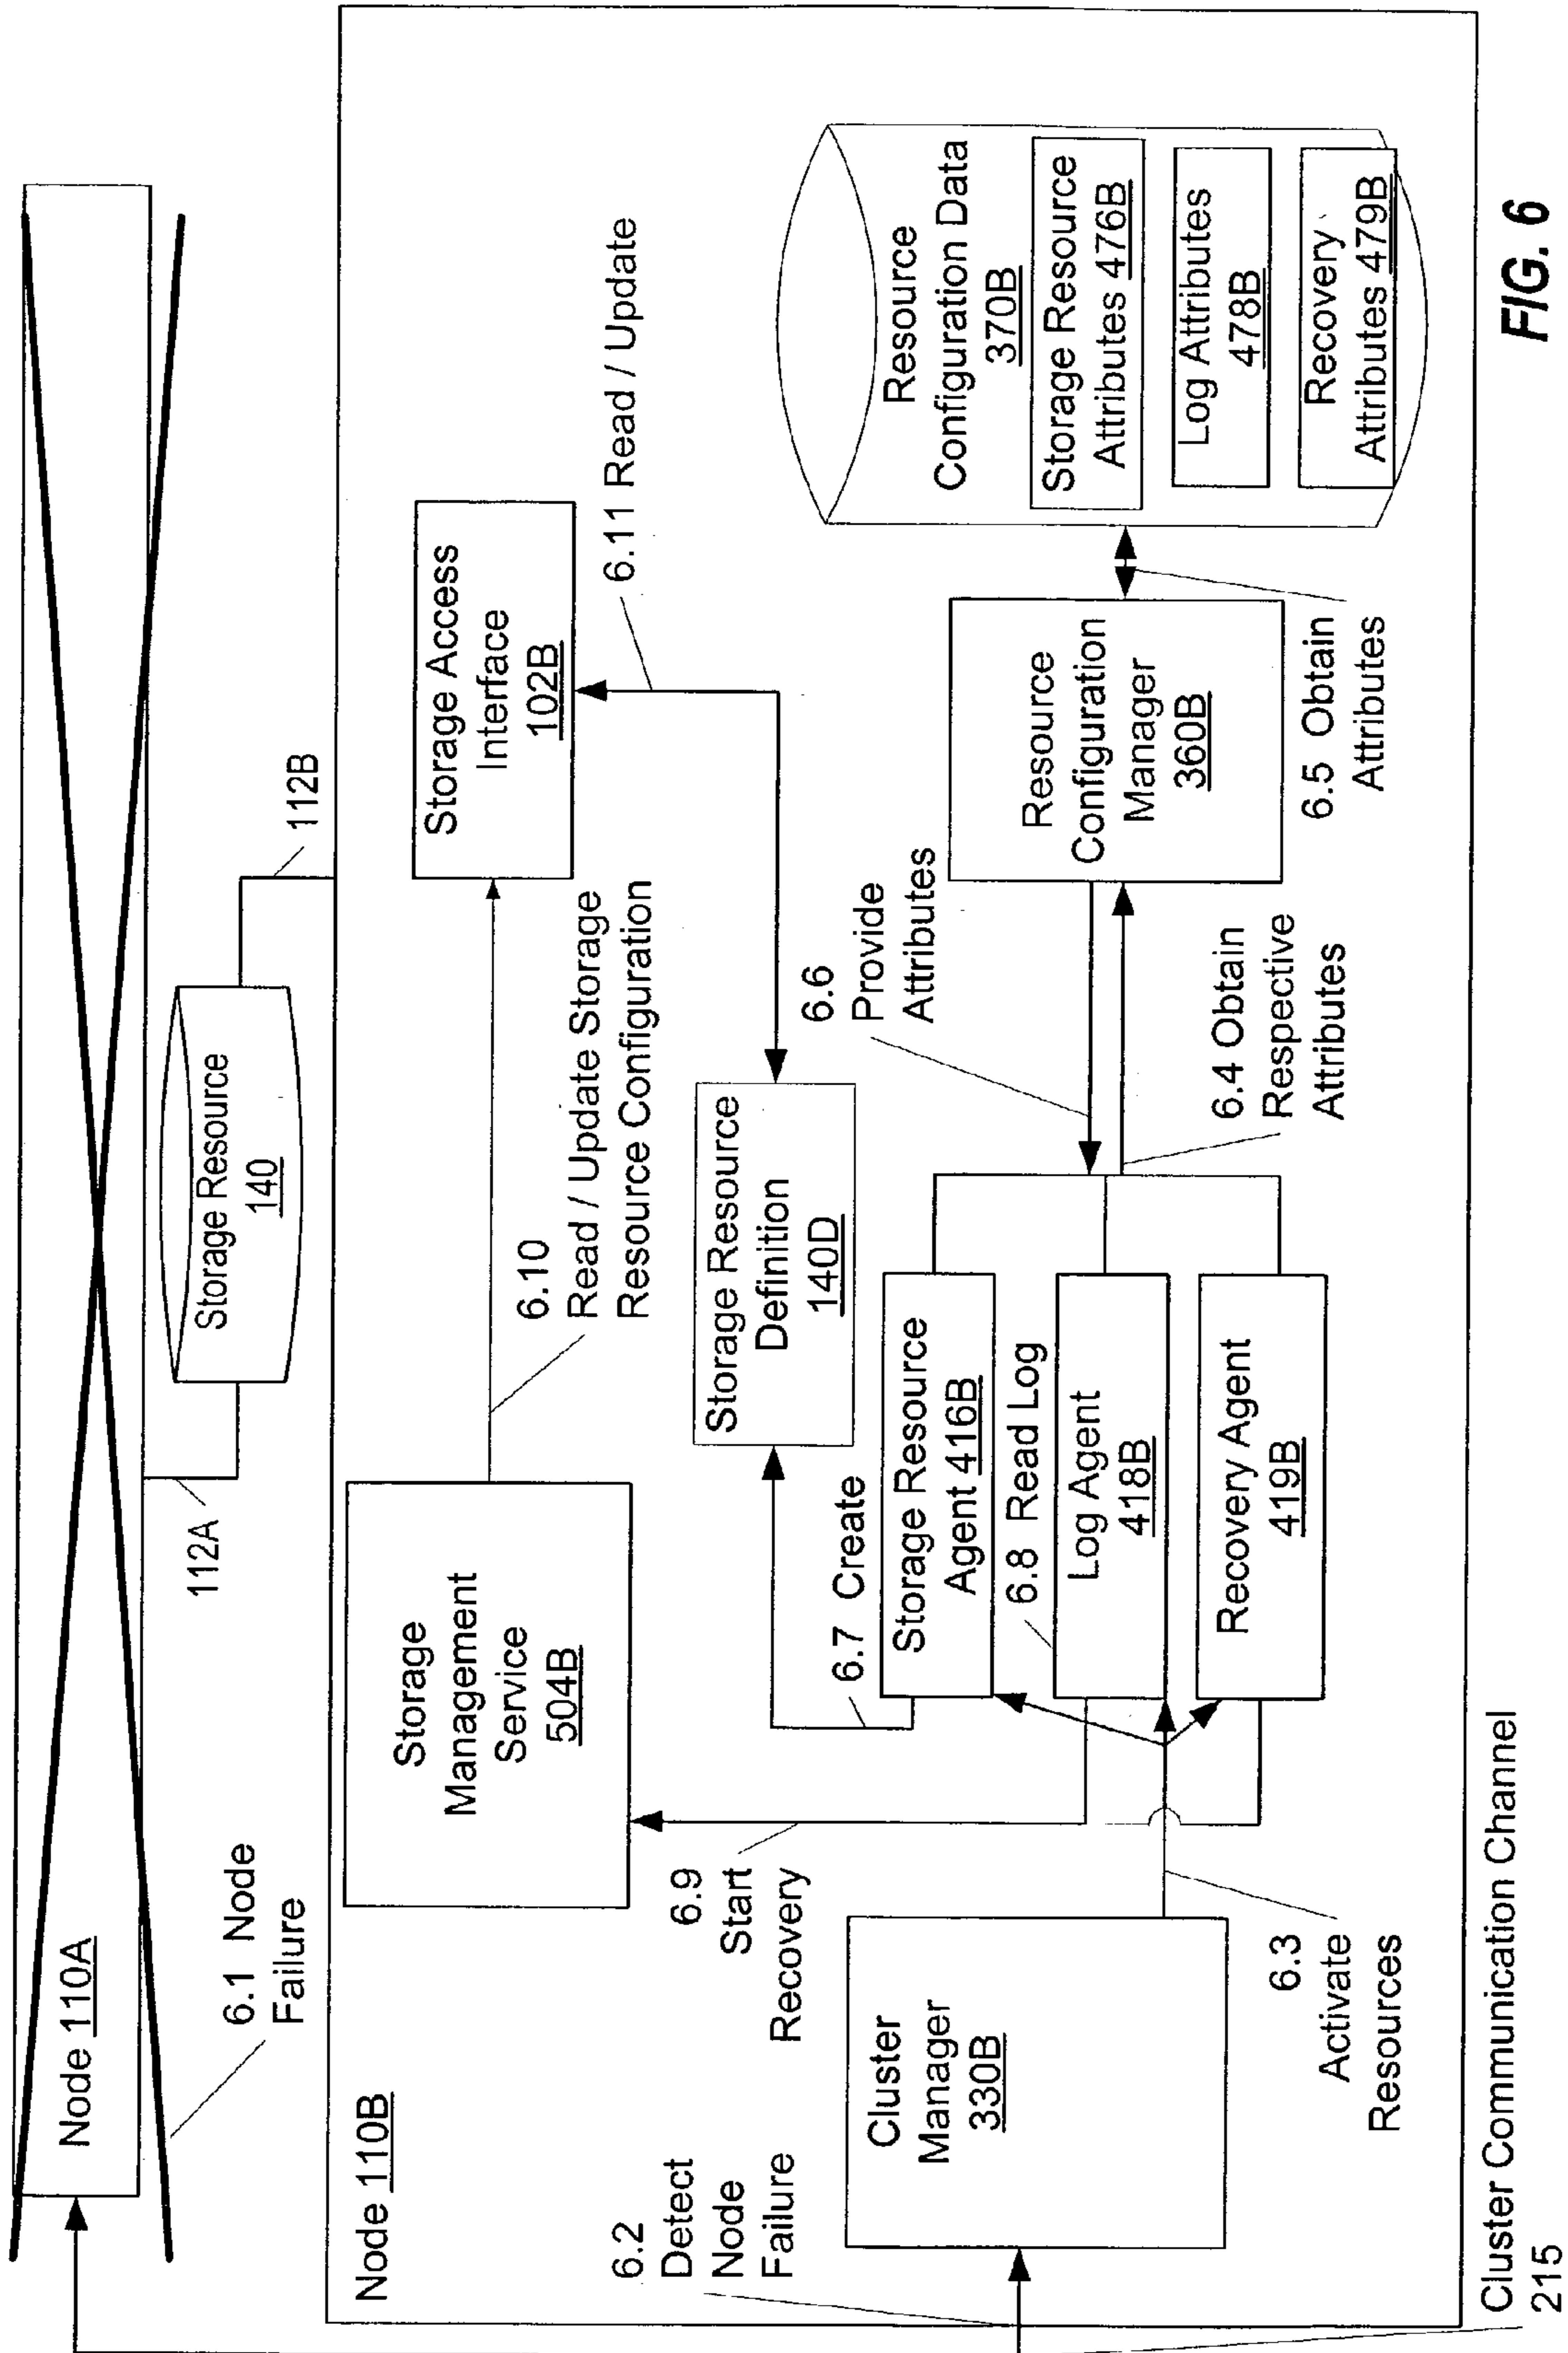 Node 110A
6.1 Node
Failure
112A
Storage Resource
140
112B
Node 110B
Storage
Management
Service
504B
6.10
Read / Update Storage
Resource Configuration
Storage Access
Interface
102B
6.11 Read / Update
6.2
Detect
Node
Failure
Cluster
Manager
330B
6.9
Start
Recovery
6.3
Activate
Resources
6.7 Create
Storage Resource
Definition
140D
Storage Resource
Agent 416B
6.8 Read Log
Log Agent
418B
Recovery Agent
419B
6.6
Provide
Attributes
6.4 Obtain
Respective
Attributes
Resource
Configuration
Manager
360B
6.5 Obtain
Attributes
Resource
Configuration Data
370B
Storage Resource
Attributes 476B
Log Attributes
478B
Recovery
Attributes 479B
Cluster Communication Channel
215
FIG. 6